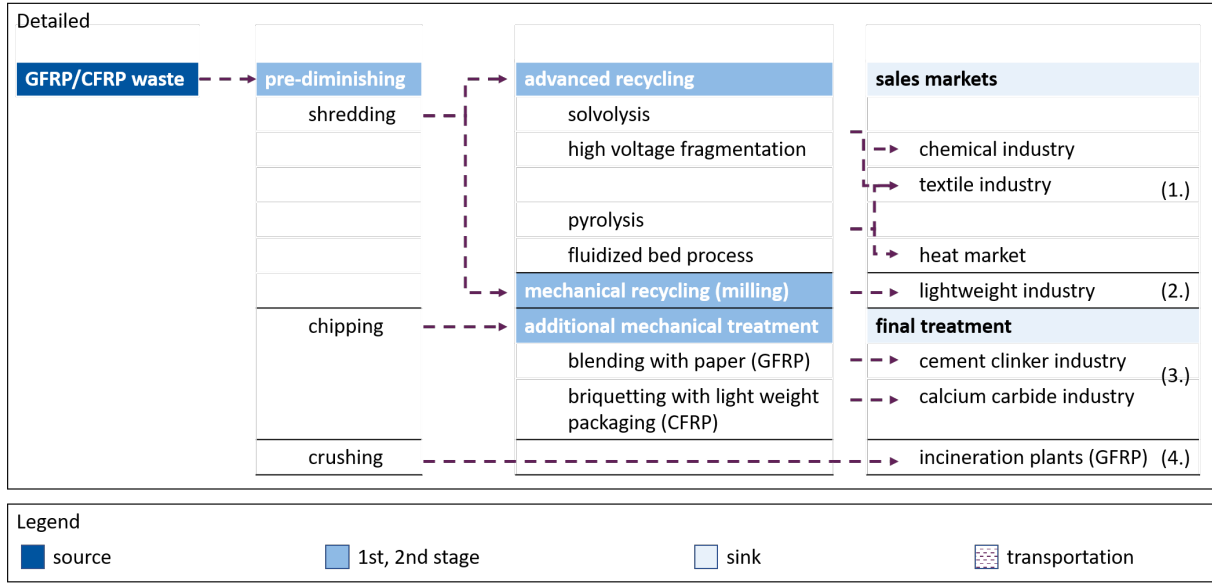 Detailed
GFRP/CFRP waste
pre-diminishing
advanced recycling
sales markets
shredding
solvolysis
high voltage fragmentation
chemical industry
textile industry
(1.)
pyrolysis
fluidized bed process
heat market
mechanical recycling (milling)
lightweight industry
(2.)
chipping
additional mechanical treatment
final treatment
blending with paper (GFRP)
cement clinker industry
(3.)
briquetting with light weight
packaging (CFRP)
calcium carbide industry
crushing
incineration plants (GFRP)
(4.)
Legend
source
1st, 2nd stage
sink
transportation